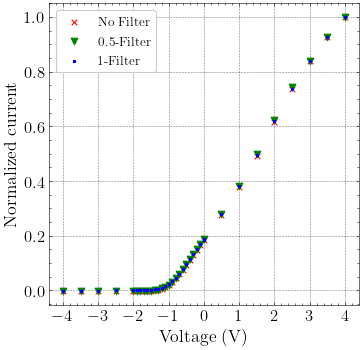 1.0
0.8
0.6
0.4
0.2
0.0
Normalized current
No Filter
0.5-Filter
1-Filter
−4 −3 −2 −1 0 1 2 3 4
Voltage (V)